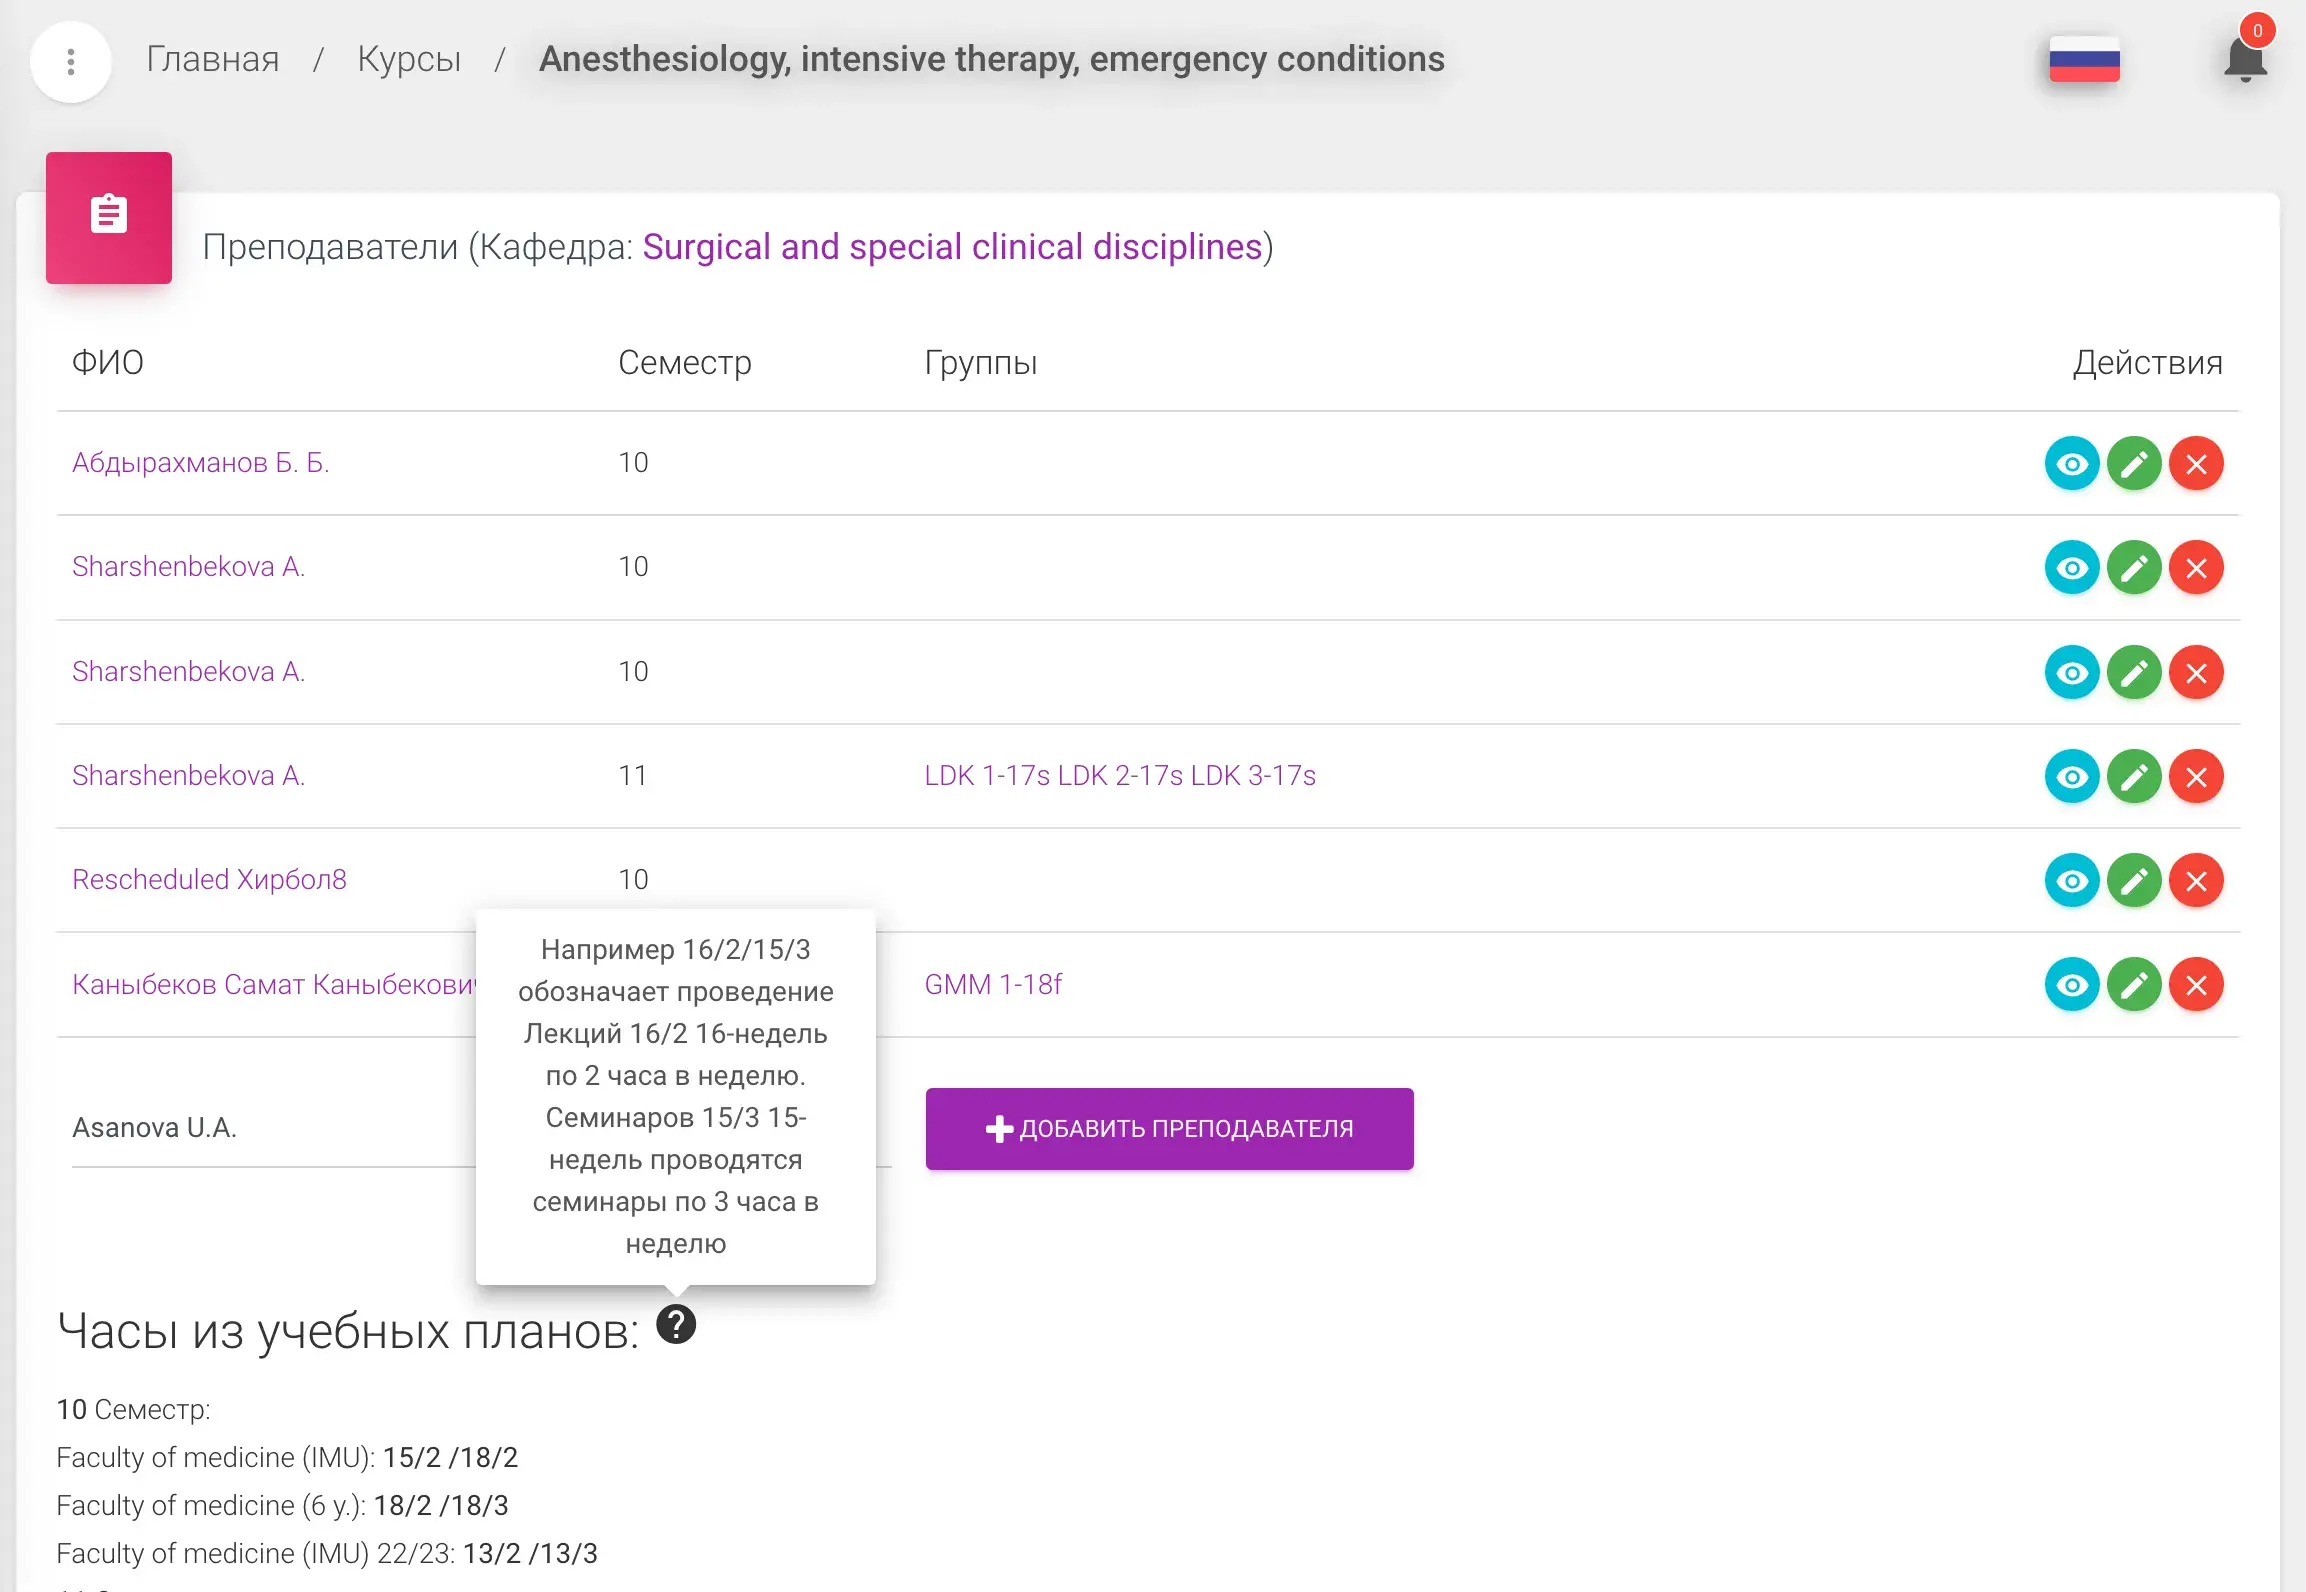 Главная / Курсы / Anesthesiology, intensive therapy, emergency conditions
0
Преподаватели (Кафедра: Surgical and special clinical disciplines)
ФИО Семестр Группы Действия
Абдырахманов Б. Б. 10
Sharshenbekova A. 10
Sharshenbekova A. 10
Sharshenbekova A. 11 LDK 1-17s LDK 2-17s LDK 3-17s
Rescheduled Хирбол8 10
Каныбеков Самат Каныбекович GMM 1-18f
Например 16/2/15/3
обозначает проведение
Лекций 16/2 16-недель
по 2 часа в неделю.
Семинаров 15/3 15-
недель проводятся
семинары по 3 часа в
неделю
Asanova U.A.
ДОБАВИТЬ ПРЕПОДАВАТЕЛЯ
Часы из учебных планов: ?
10 Семестр:
Faculty of medicine (IMU): 15/2 /18/2
Faculty of medicine (6 y.): 18/2 /18/3
Faculty of medicine (IMU) 22/23: 13/2 /13/3